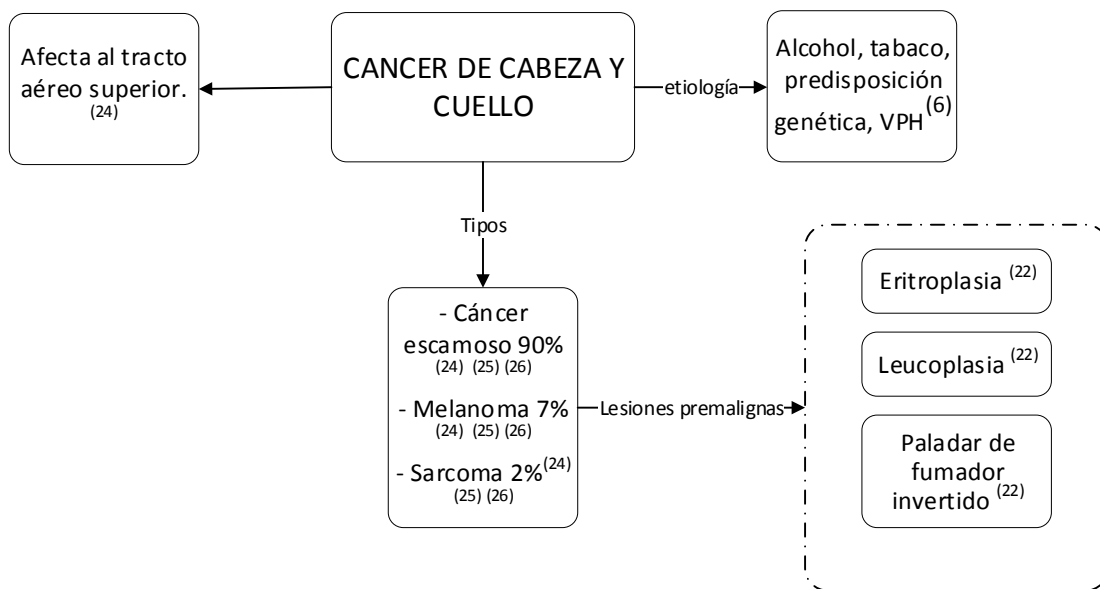 Afecta al tracto
aéreo superior.
(24)
CANCER DE CABEZA Y
CUELLO
etiología
Alcohol, tabaco,
predisposición
genética, VPH(6)
Tipos
- Cáncer
escamoso 90%
(24) (25) (26)
- Melanoma 7%
(24) (25) (26)
- Sarcoma 2%(24)
(25) (26)
Lesiones premalignas
Eritroplasia (22)
Leucoplasia (22)
Paladar de
fumador
invertido (22)